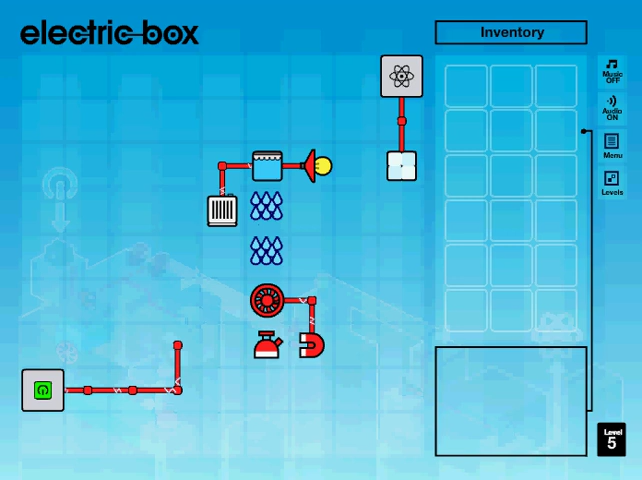 electric box
Inventory
Music
OFF
Audio
ON
Menu
Levels
Level
5